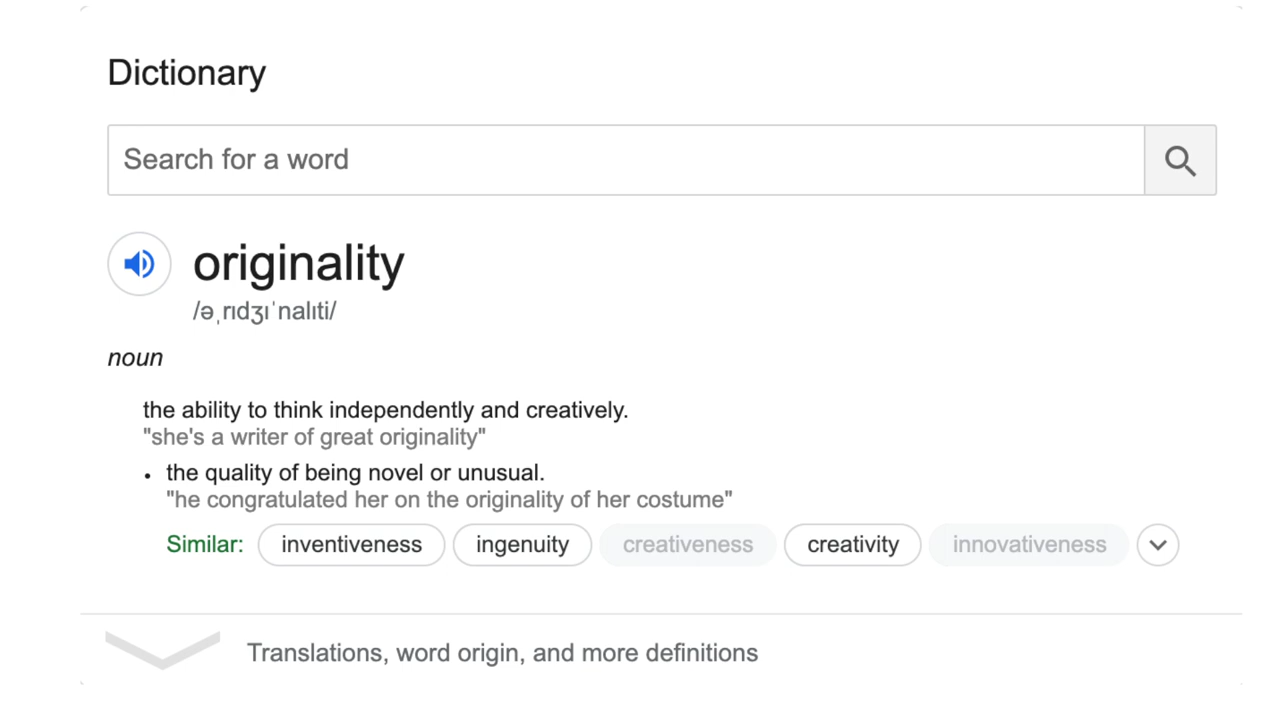 Dictionary
Search for a word
originality
/əˌrɪdʒɪˈnalɪti/
noun
the ability to think independently and creatively.
"she's a writer of great originality"
• the quality of being novel or unusual.
"he congratulated her on the originality of her costume"
Similar: inventiveness ingenuity creativeness creativity innovativeness
Translations, word origin, and more definitions